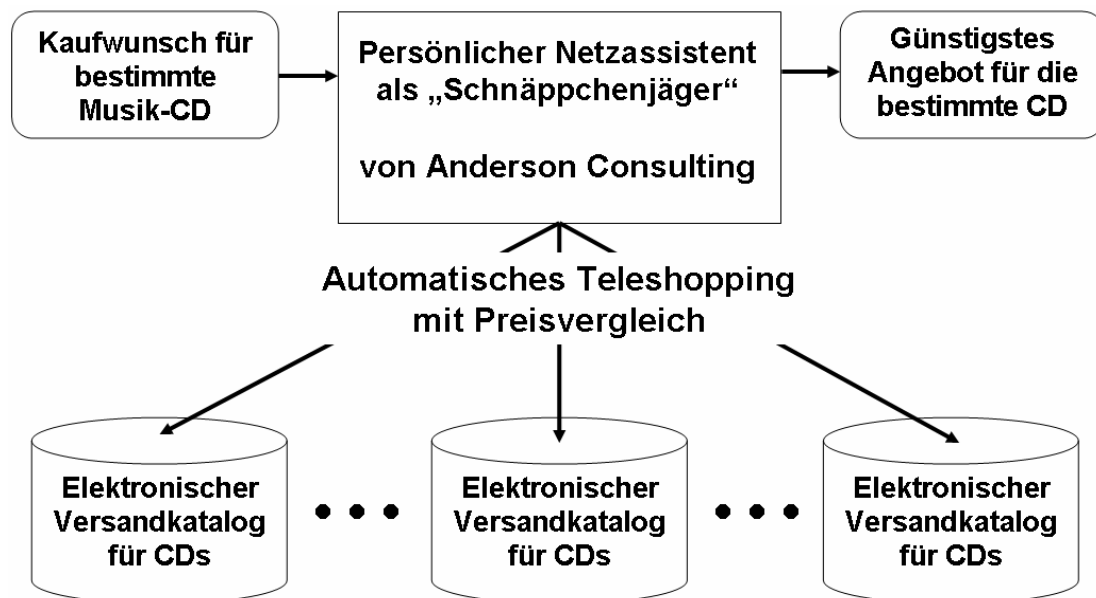 Kaufwunsch für
bestimmte
Musik-CD
Persönlicher Netzassistent
als „Schnäppchenjäger“
von Anderson Consulting
Günstigstes
Angebot für die
bestimmte CD
Automatisches Teleshopping
mit Preisvergleich
Elektronischer
Versandkatalog
für CDs
Elektronischer
Versandkatalog
für CDs
Elektronischer
Versandkatalog
für CDs